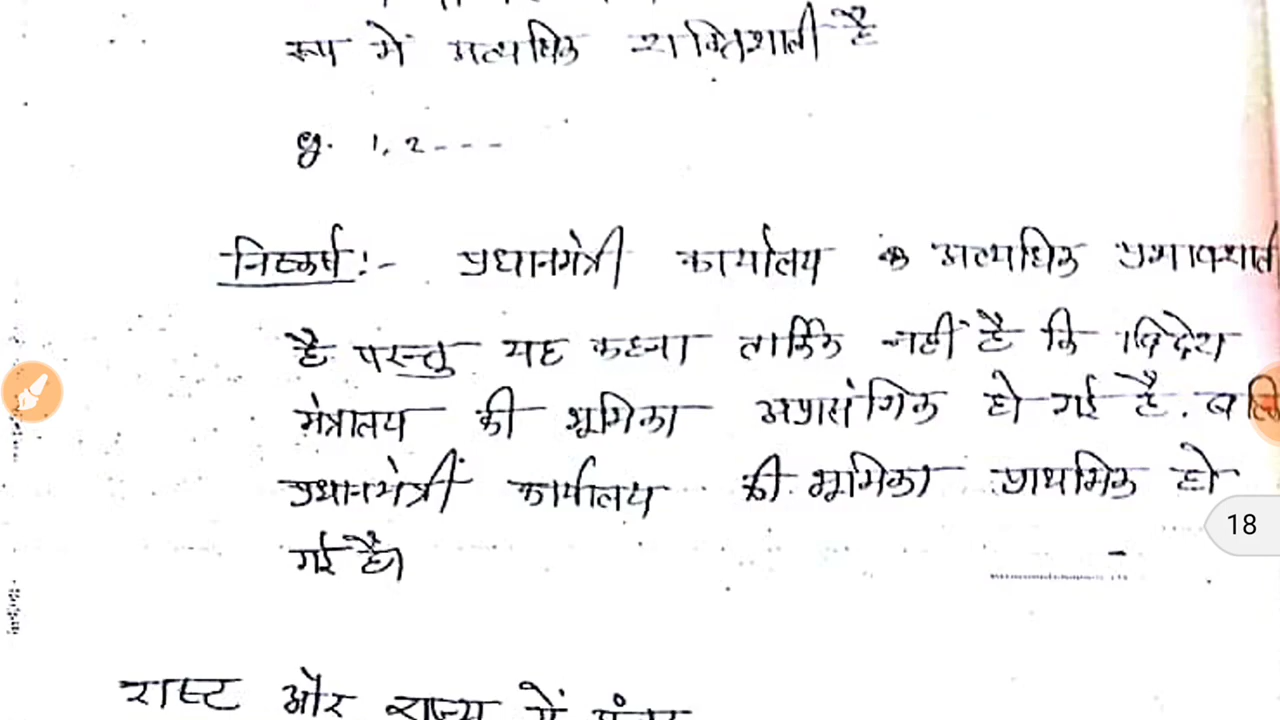 रूप में अत्यधिक शक्तिशाली है
पृ. 1, 2 - - -
निष्कर्ष :- प्रधानमंत्री कार्यालय अत्यधिक प्रभावशाली
है परन्तु यह कहना तार्किक नहीं है कि विदेश
मंत्रालय की भूमिका अप्रासंगिक हो गई है. बल्कि
प्रधानमंत्री कार्यालय की भूमिका प्राथमिक हो
गई है।
18
राष्ट और राज्य में अंतर